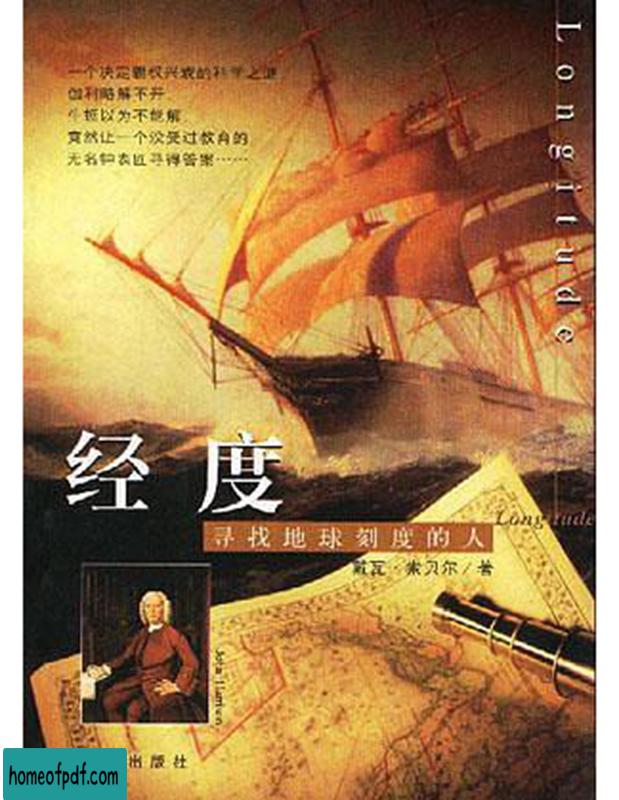 一个决定霸权兴衰的科学之谜
伽利略解不开
牛顿以为不能解
竟然让一个没受过教育的
无名钟表匠寻得答案……
Longitude
经度
寻找地球刻度的人
Longitude
戴瓦·索贝尔/著
John Harrison
出版社
homeofpdf.com